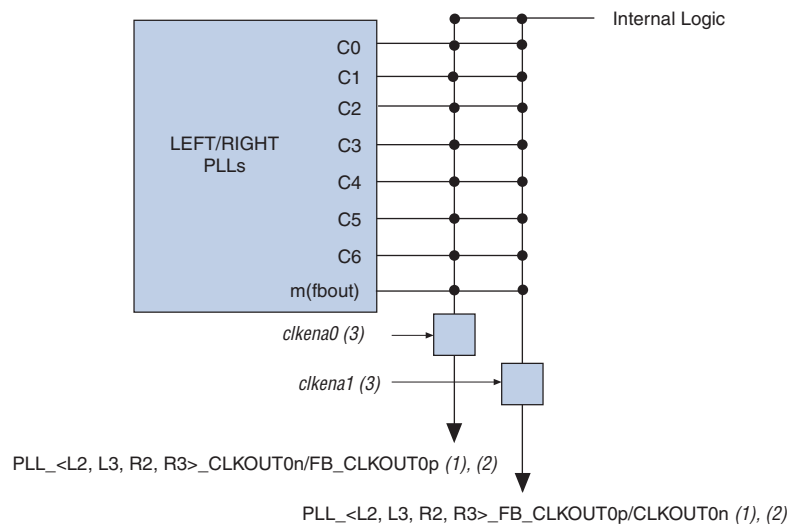 Internal Logic
C0
C1
C2
LEFT/RIGHT
PLLs
C3
C4
C5
C6
m(fbout)
clkena0 (3)
clkena1 (3)
PLL_<L2, L3, R2, R3>_CLKOUT0n/FB_CLKOUT0p (1), (2)
PLL_<L2, L3, R2, R3>_FB_CLKOUT0p/CLKOUT0n (1), (2)